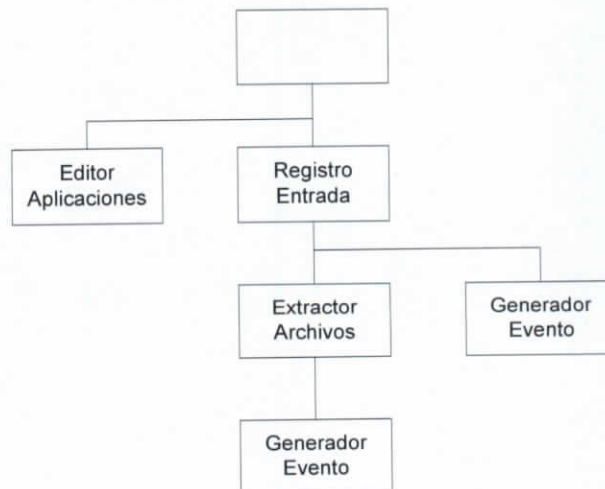 Editor
Aplicaciones
Registro
Entrada
Extractor
Archivos
Generador
Evento
Generador
Evento